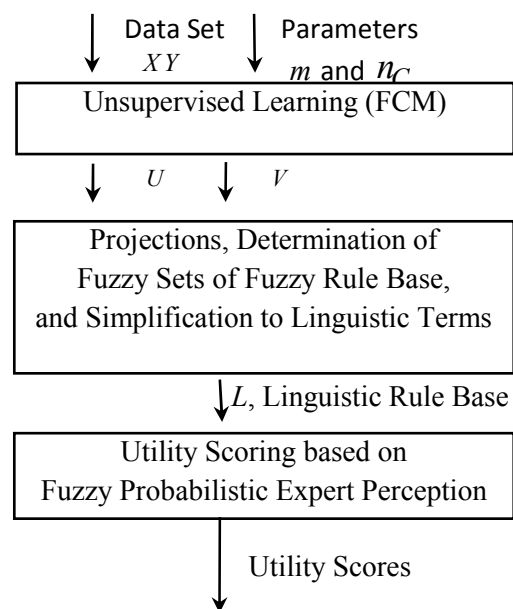 Data Set Parameters
XY m and n_C
Unsupervised Learning (FCM)
U V
Projections, Determination of
Fuzzy Sets of Fuzzy Rule Base,
and Simplification to Linguistic Terms
L, Linguistic Rule Base
Utility Scoring based on
Fuzzy Probabilistic Expert Perception
Utility Scores